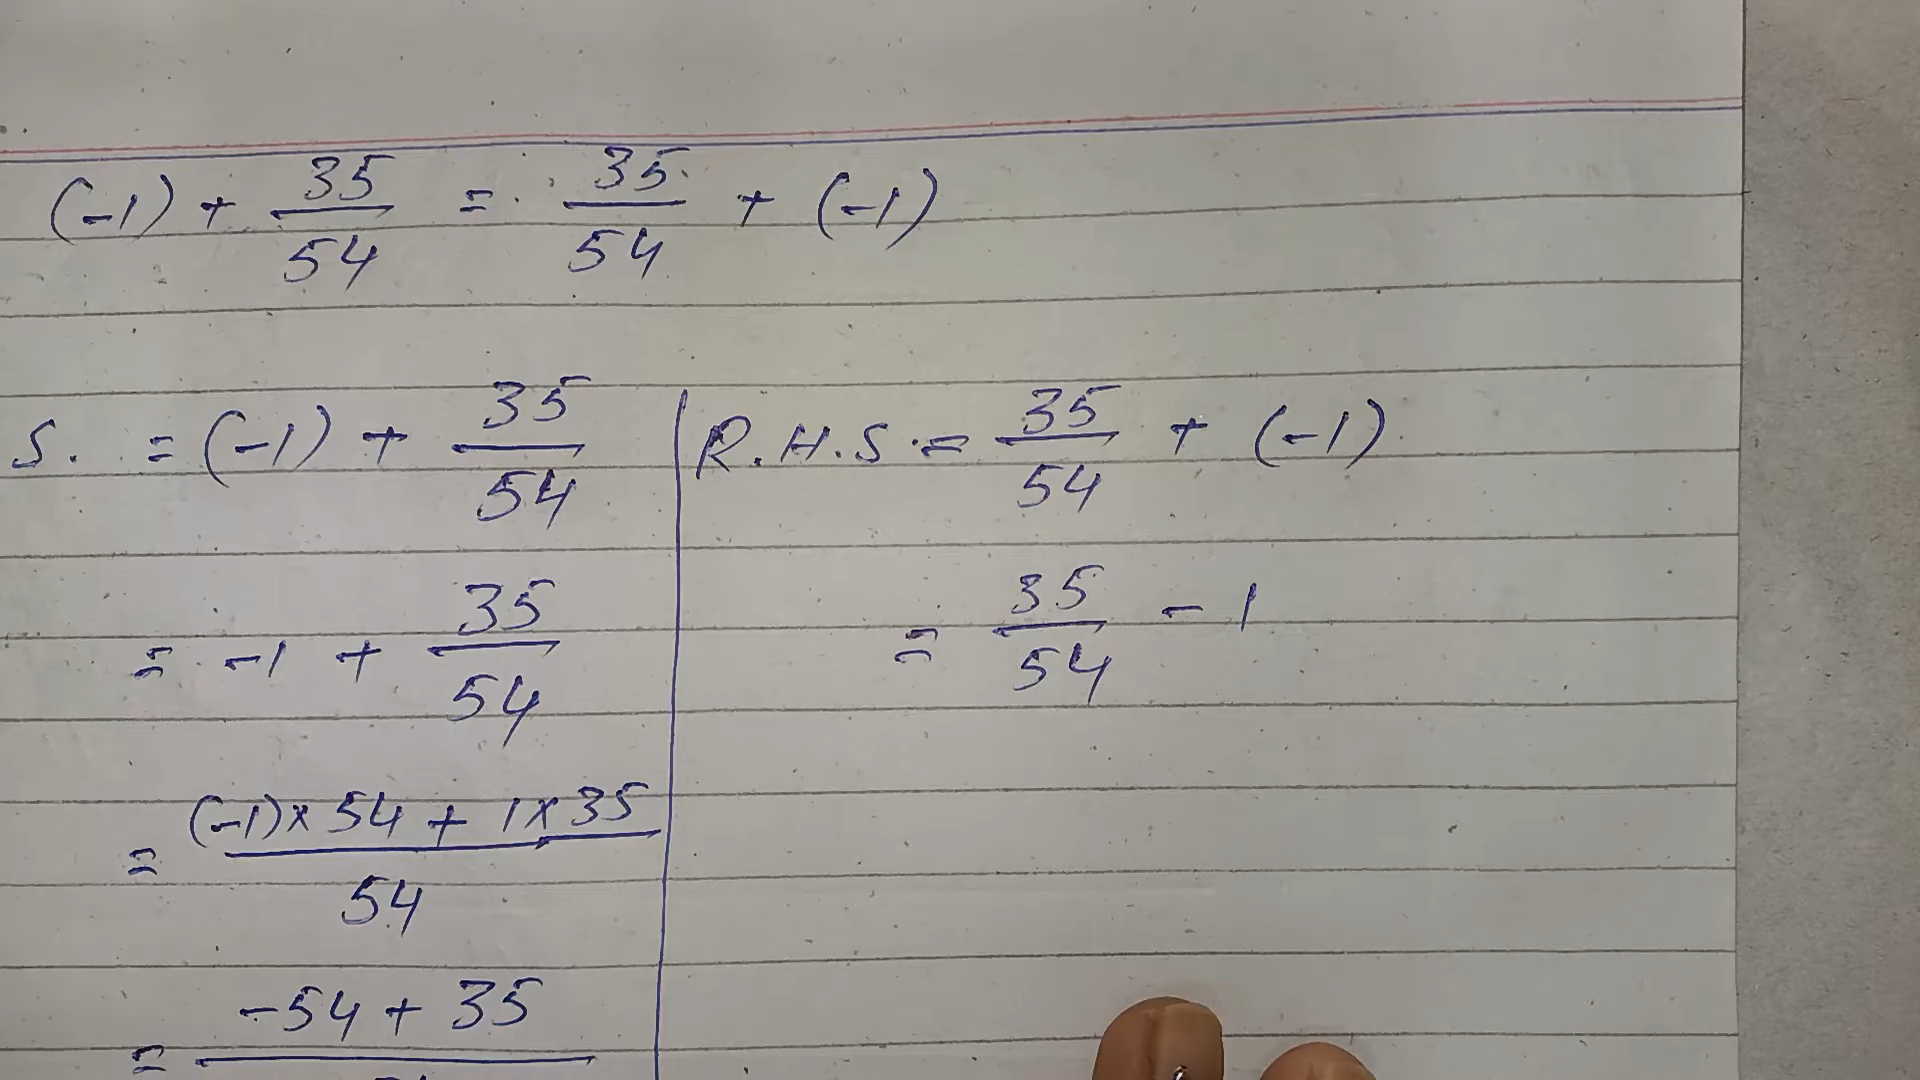 (-1) + 35/54 = 35/54 + (-1)
S. = (-1) + 35/54
= -1 + 35/54
= (-1)×54 + 1×35 / 54
= -54 + 35
R.H.S = 35/54 + (-1)
= 35/54 - 1